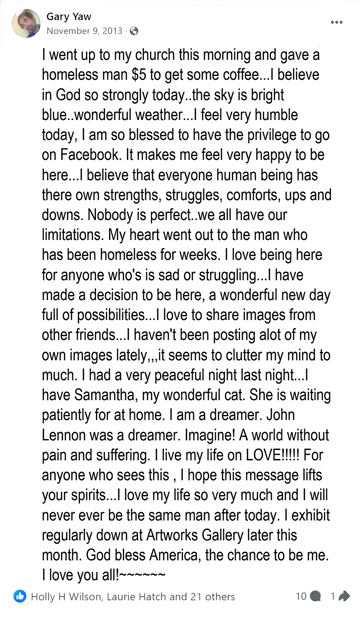 Gary Yaw
November 9, 2013 ·
I went up to my church this morning and gave a
homeless man $5 to get some coffee...I believe
in God so strongly today..the sky is bright
blue..wonderful weather...I feel very humble
today, I am so blessed to have the privilege to go
on Facebook. It makes me feel very happy to be
here...I believe that everyone human being has
there own strengths, struggles, comforts, ups and
downs. Nobody is perfect..we all have our
limitations. My heart went out to the man who
has been homeless for weeks. I love being here
for anyone who's is sad or struggling...I have
made a decision to be here, a wonderful new day
full of possibilities...I love to share images from
other friends...I haven't been posting alot of my
own images lately,,,it seems to clutter my mind to
much. I had a very peaceful night last night...I
have Samantha, my wonderful cat. She is waiting
patiently for at home. I am a dreamer. John
Lennon was a dreamer. Imagine! A world without
pain and suffering. I live my life on LOVE!!!!! For
anyone who sees this , I hope this message lifts
your spirits...I love my life so very much and I will
never ever be the same man after today. I exhibit
regularly down at Artworks Gallery later this
month. God bless America, the chance to be me.
I love you all!~~~~~~
Holly H Wilson, Laurie Hatch and 21 others 10 1